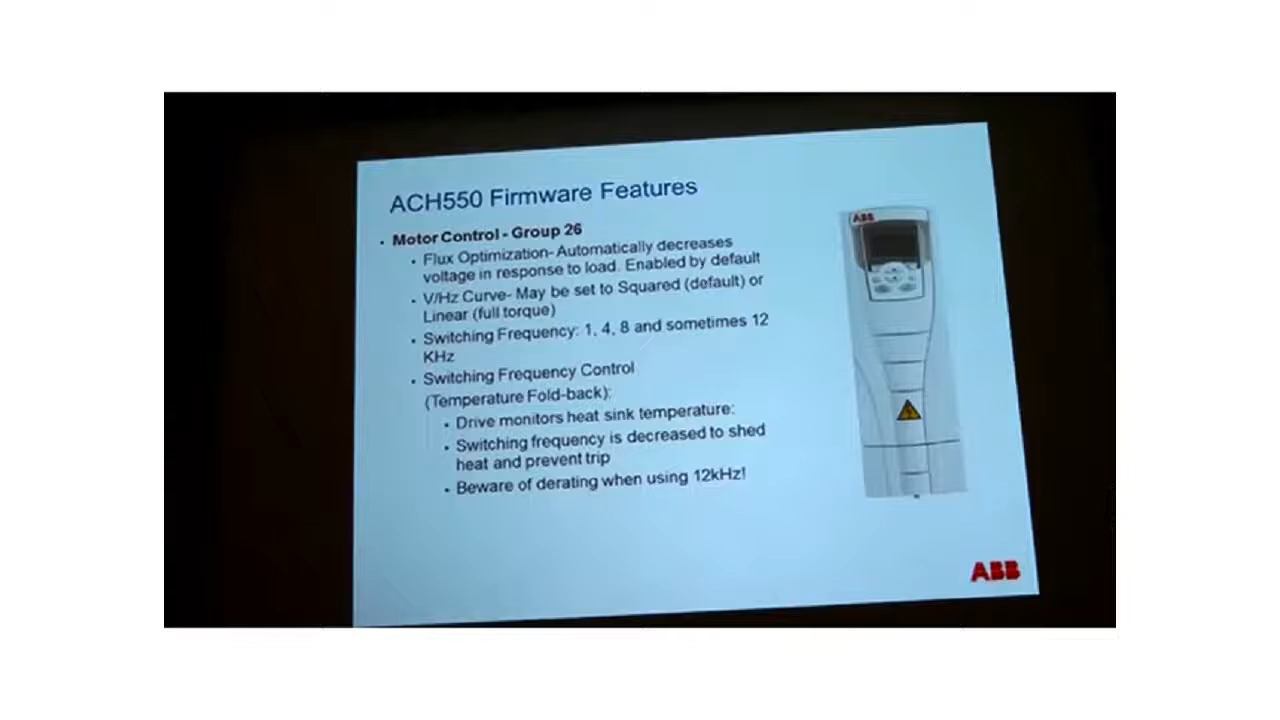 ACH550 Firmware Features
• Motor Control - Group 26
• Flux Optimization- Automatically decreases
voltage in response to load. Enabled by default
• V/Hz Curve- May be set to Squared (default) or
Linear (full torque)
• Switching Frequency: 1, 4, 8 and sometimes 12
KHz
• Switching Frequency Control
(Temperature Fold-back):
• Drive monitors heat sink temperature:
• Switching frequency is decreased to shed
heat and prevent trip
• Beware of derating when using 12kHz!
ABB
ABB